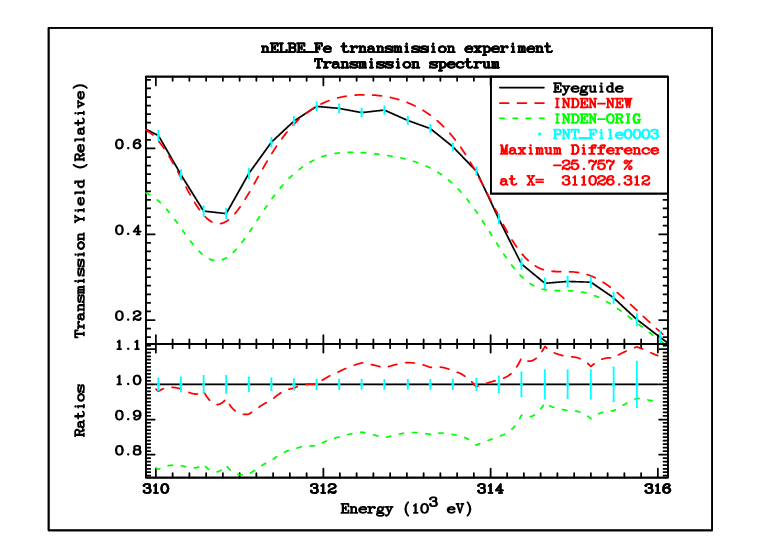 nELBE_Fe trnansmission experiment
Transmission spectrum
Eyeguide
INDEN-NEW
INDEN-ORIG
PNT_File0003
Maximum Difference
-25.757 %
at X= 311026.312
Transmission Yield (Relative)
0.6
0.4
0.2
Ratios
1.1
1.0
0.9
0.8
310 312 314 316
Energy (10³ eV)